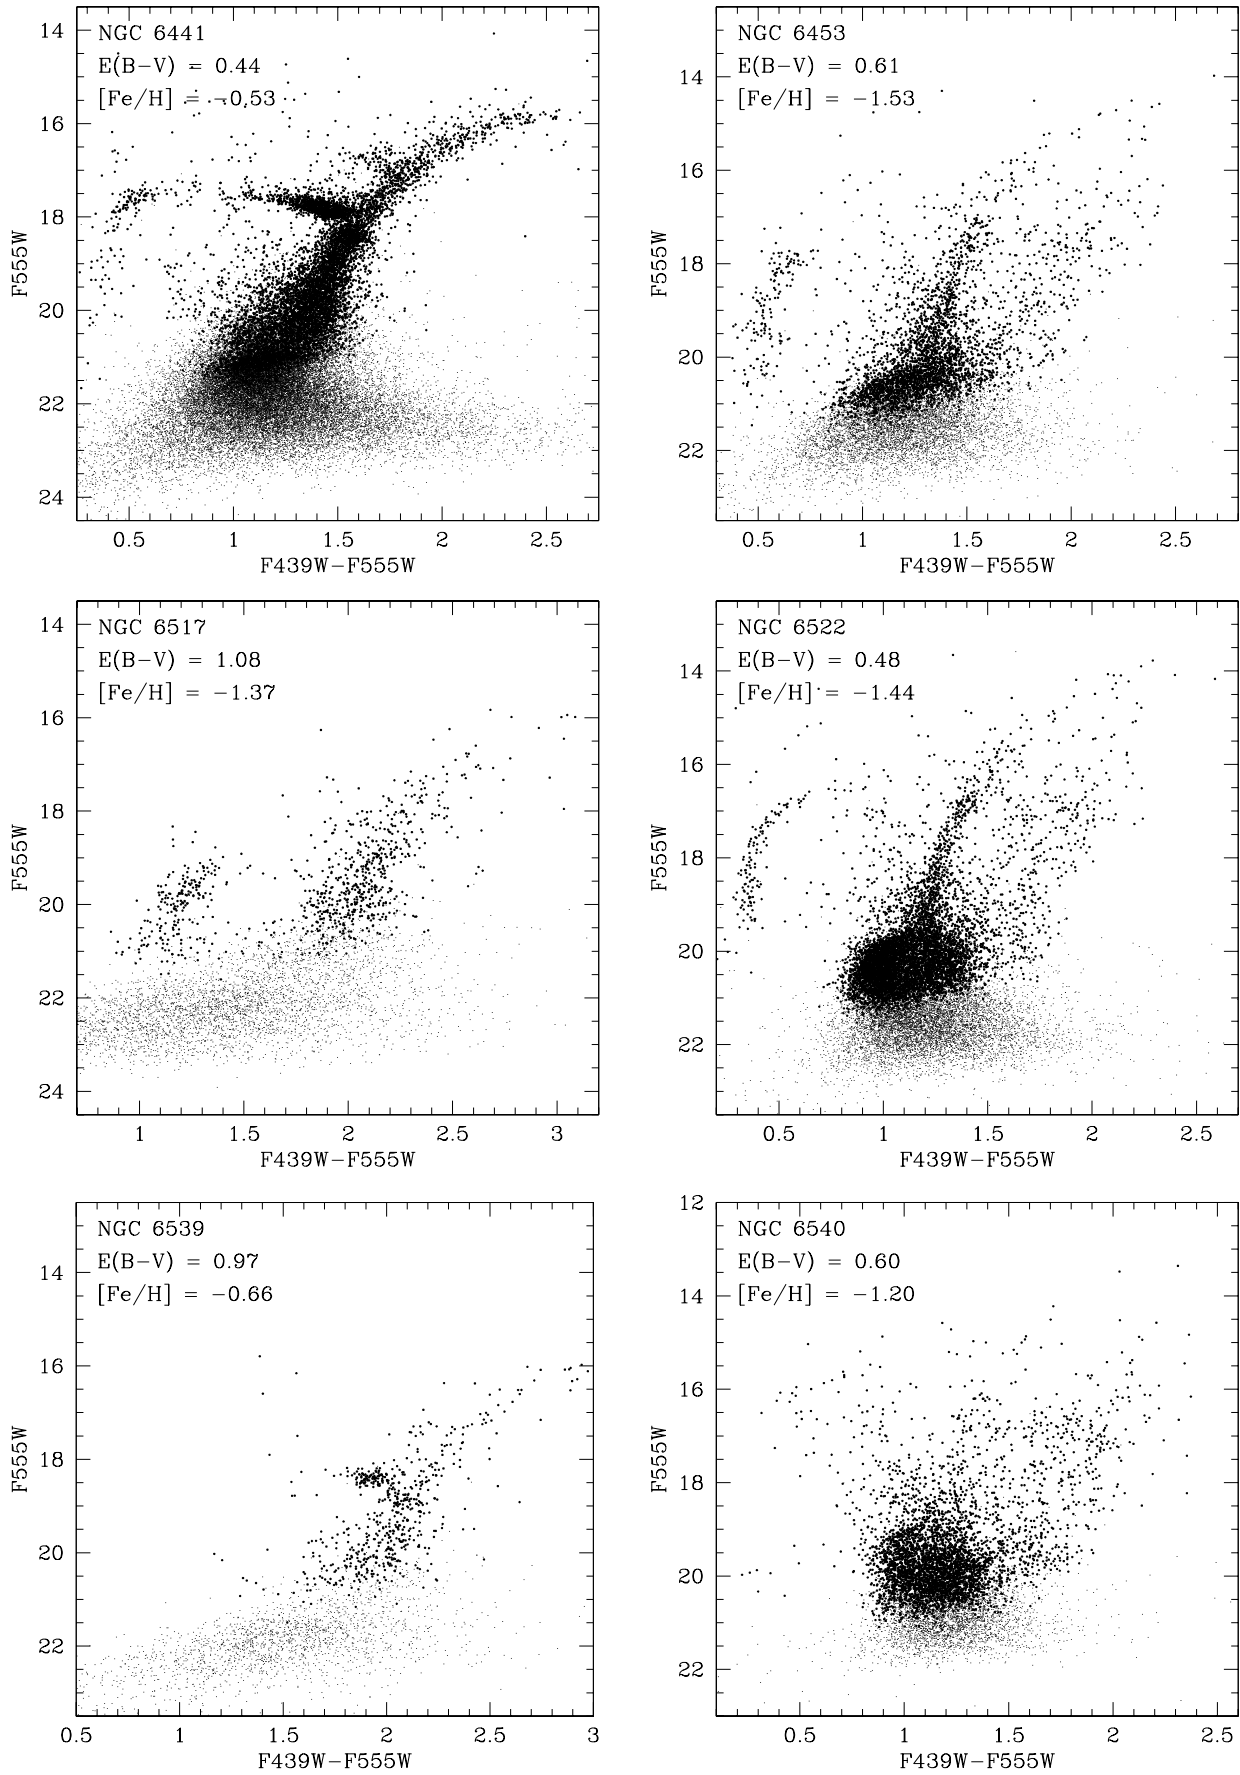 NGC 6441
E(B−V) = 0.44
[Fe/H] = −0.53
14
16
18
20
22
24
F555W
0.5 1 1.5 2 2.5
F439W−F555W
NGC 6453
E(B−V) = 0.61
[Fe/H] = −1.53
14
16
18
20
22
F555W
0.5 1 1.5 2 2.5
F439W−F555W
NGC 6517
E(B−V) = 1.08
[Fe/H] = −1.37
14
16
18
20
22
24
F555W
1 1.5 2 2.5 3
F439W−F555W
NGC 6522
E(B−V) = 0.48
[Fe/H] = −1.44
14
16
18
20
22
F555W
0.5 1 1.5 2 2.5
F439W−F555W
NGC 6539
E(B−V) = 0.97
[Fe/H] = −0.66
14
16
18
20
22
F555W
0.5 1 1.5 2 2.5 3
F439W−F555W
NGC 6540
E(B−V) = 0.60
[Fe/H] = −1.20
12
14
16
18
20
22
F555W
0.5 1 1.5 2 2.5
F439W−F555W